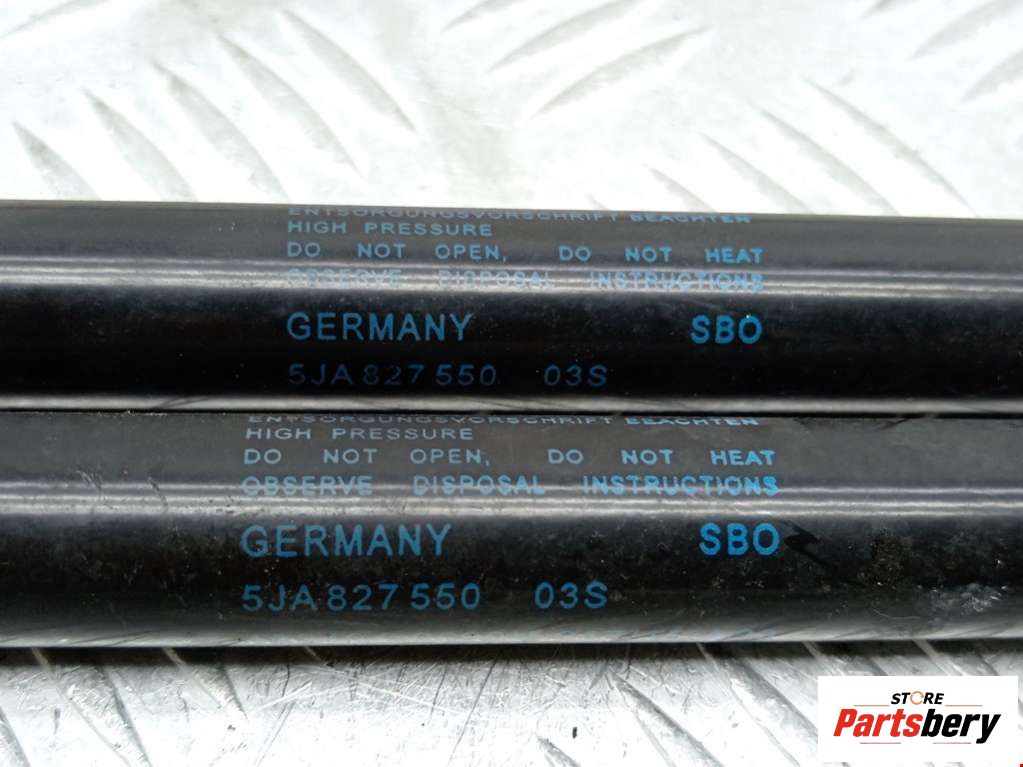 ENTSORGUNGSVORSCHRIFT BEACHTEN
HIGH PRESSURE
DO NOT OPEN, DO NOT HEAT
OBSERVE DISPOSAL INSTRUCTIONS
GERMANY SBO
5JA 827 550 03S
ENTSORGUNGSVORSCHRIFT BEACHTEN
HIGH PRESSURE
DO NOT OPEN, DO NOT HEAT
OBSERVE DISPOSAL INSTRUCTIONS
GERMANY SBO
5JA 827 550 03S
STORE
Partsbery